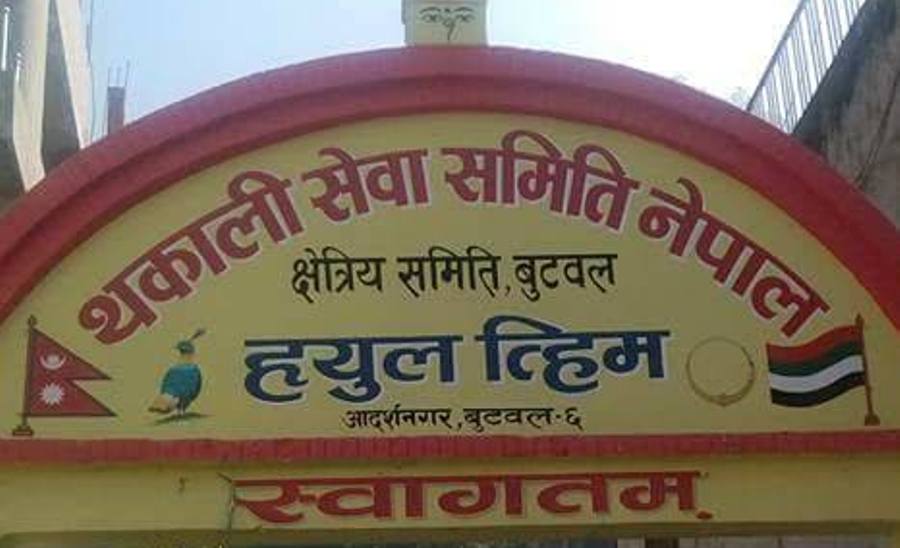 थकाली सेवा समिति नेपाल
क्षेत्रिय समिति, बुटवल
हृयुल त्हिम
आदर्शनगर, बुटवल-६
स्वागतम्